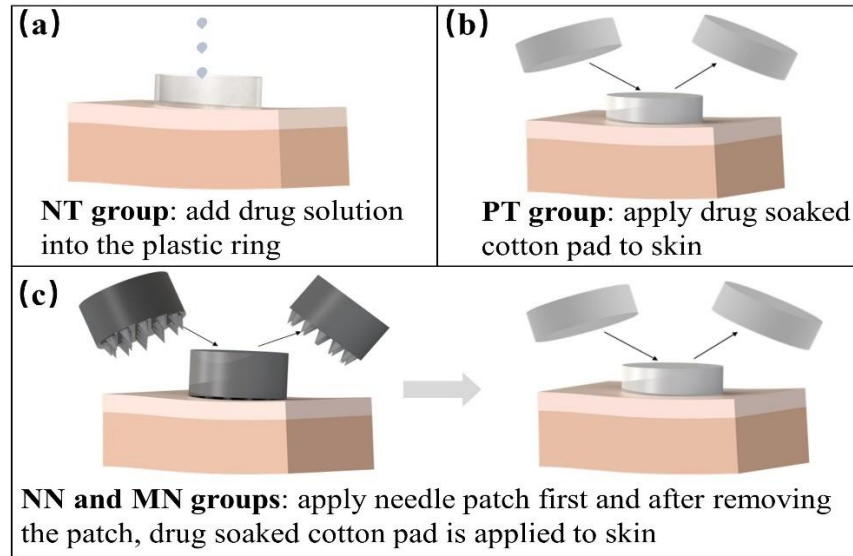 (a)
NT group: add drug solution
into the plastic ring
(b)
PT group: apply drug soaked
cotton pad to skin
(c)
NN and MN groups: apply needle patch first and after removing
the patch, drug soaked cotton pad is applied to skin